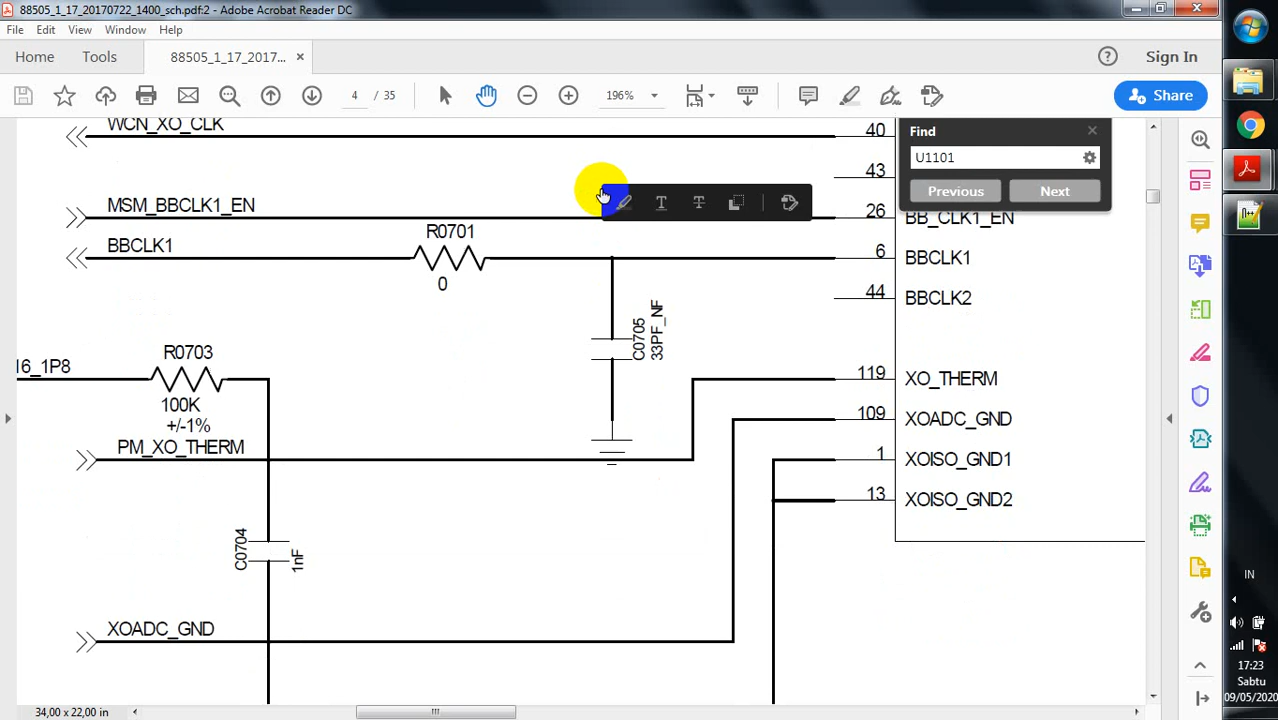 88505_1_17_20170722_1400_sch.pdf:2 - Adobe Acrobat Reader DC
File Edit View Window Help
Home Tools 88505_1_17_2017... Sign In
4 / 35 196% Share
Find
U1101
Previous Next
WCN_XO_CLK 40
43
MSM_BBCLK1_EN 26 BB_CLK1_EN
R0701
BBCLK1 6 BBCLK1
0
44 BBCLK2
C0705
33PF_NF
R0703
I6_1P8 119 XO_THERM
100K
+/-1%
109 XOADC_GND
PM_XO_THERM 1 XOISO_GND1
13 XOISO_GND2
C0704
1nF
XOADC_GND
34,00 x 22,00 in
IN
17:23
Sabtu
09/05/2020